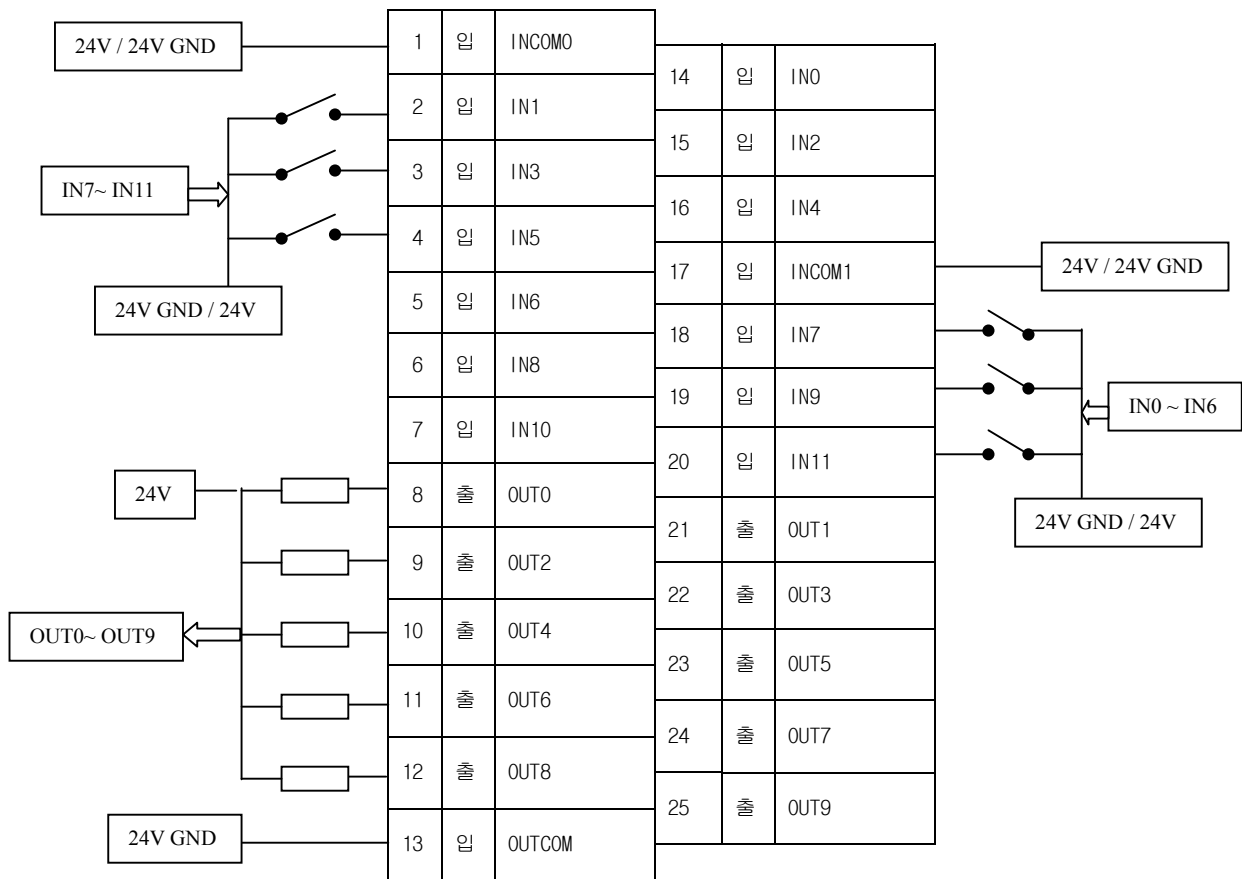 24V / 24V GND
IN7~ IN11
24V GND / 24V
24V
OUT0~ OUT9
24V GND
1 입 INCOM0
2 입 IN1
3 입 IN3
4 입 IN5
5 입 IN6
6 입 IN8
7 입 IN10
8 출 OUT0
9 출 OUT2
10 출 OUT4
11 출 OUT6
12 출 OUT8
13 입 OUTCOM
14 입 IN0
15 입 IN2
16 입 IN4
17 입 INCOM1
18 입 IN7
19 입 IN9
20 입 IN11
21 출 OUT1
22 출 OUT3
23 출 OUT5
24 출 OUT7
25 출 OUT9
24V / 24V GND
IN0 ~ IN6
24V GND / 24V